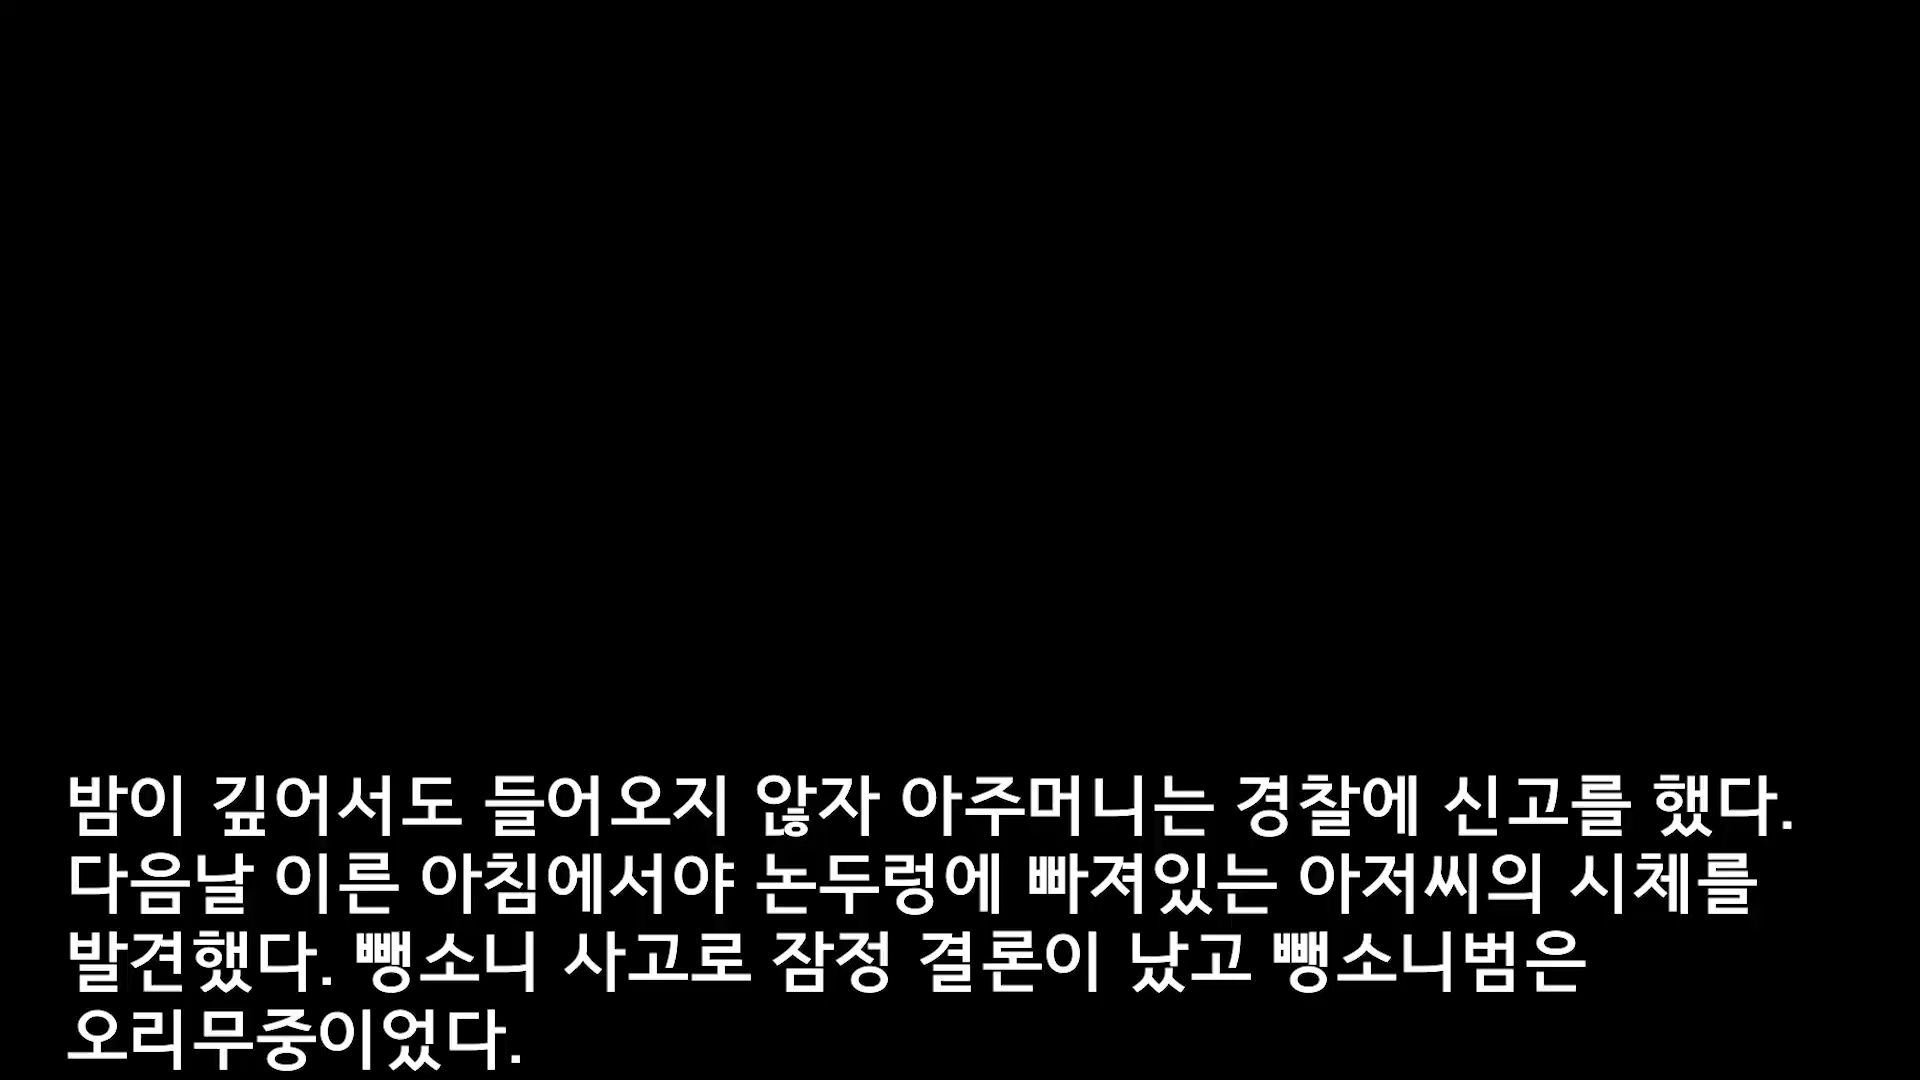 밤이 깊어서도 들어오지 않자 아주머니는 경찰에 신고를 했다.
다음날 이른 아침에서야 논두렁에 빠져있는 아저씨의 시체를
발견했다. 뺑소니 사고로 잠정 결론이 났고 뺑소니범은
오리무중이었다.